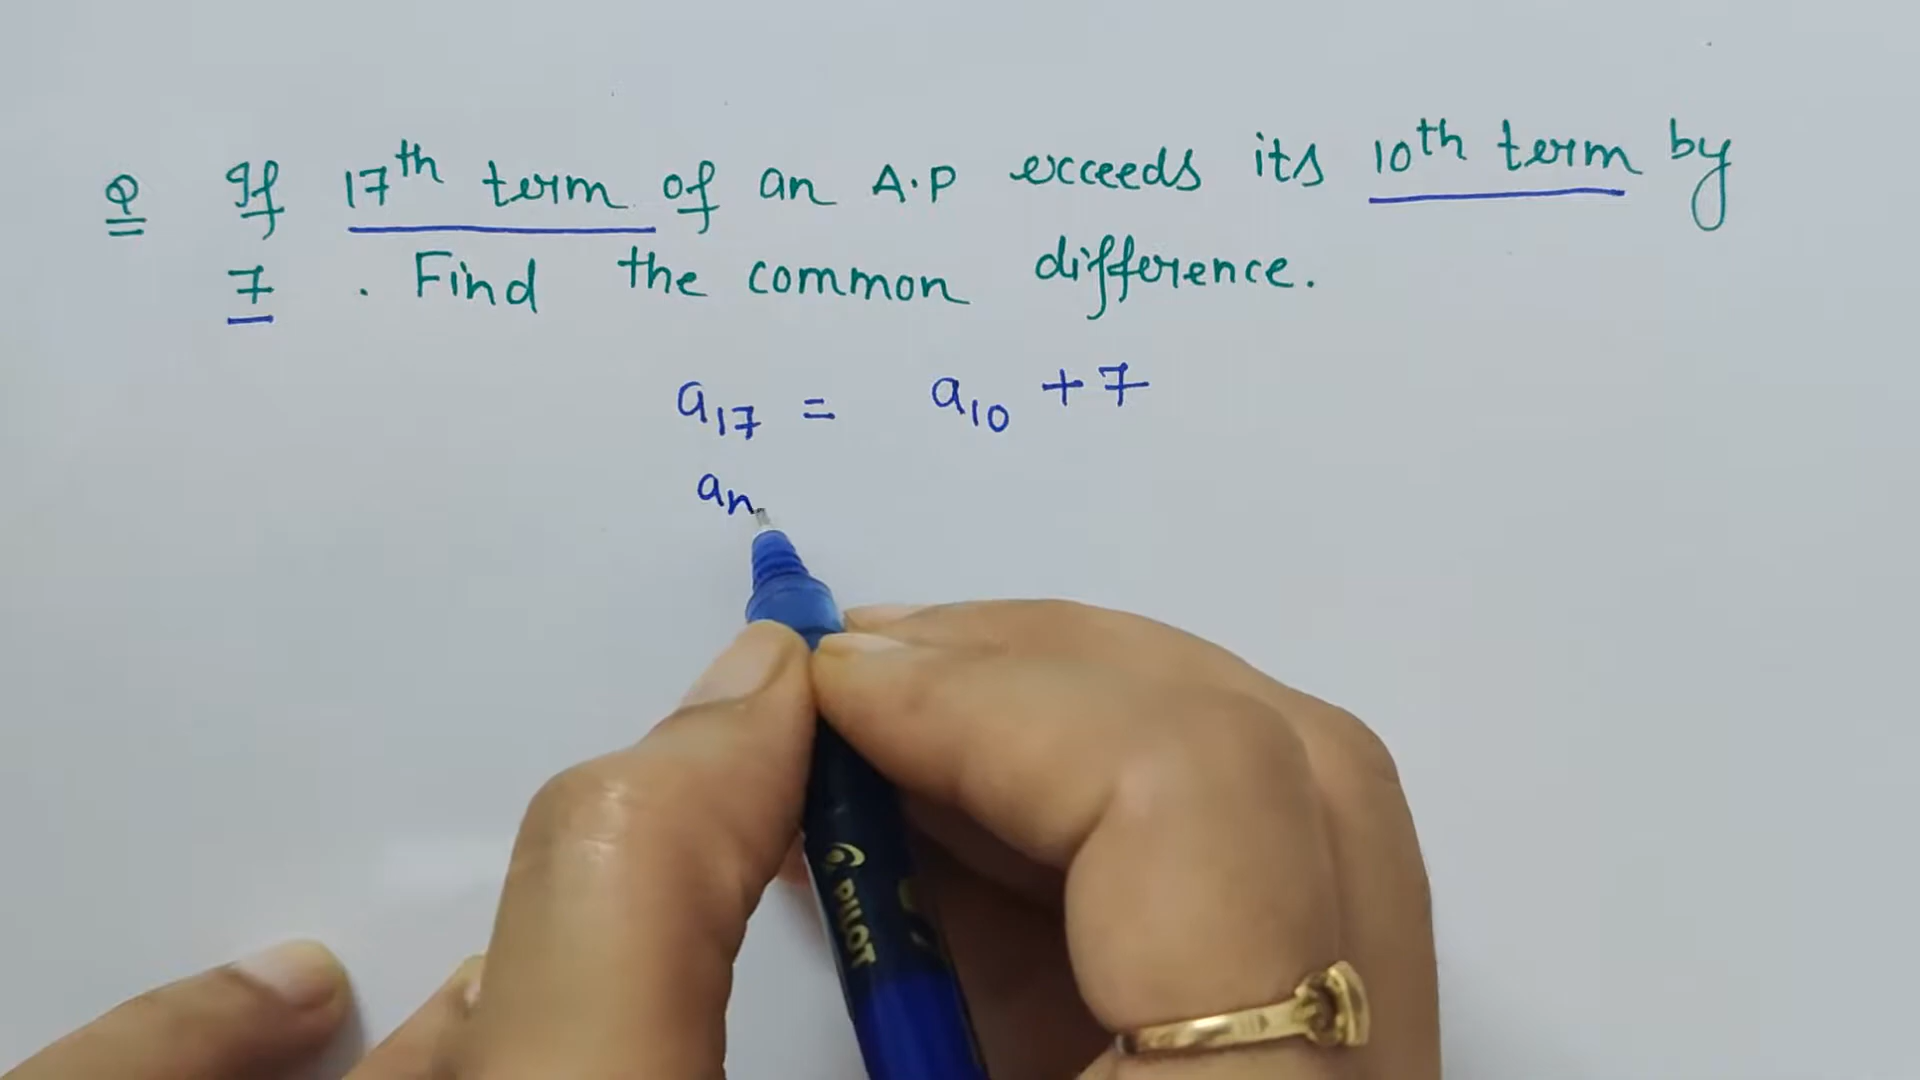 Q If 17th term of an A.P exceeds its 10th term by
7 . Find the common difference.
a17 = a10 + 7
an
PILOT